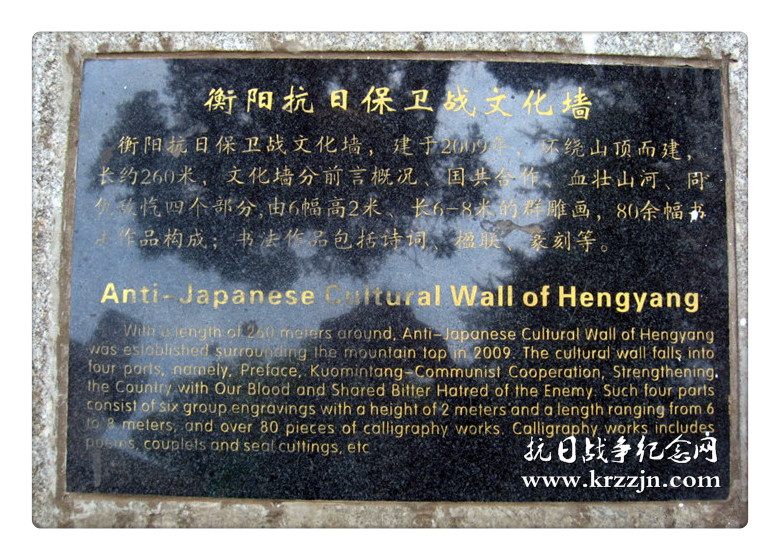 衡阳抗日保卫战文化墙
衡阳抗日保卫战文化墙，建于2009年，环绕山顶而建，
长约260米，文化墙分前言概况、国共合作、血壮山河、同
仇敌忾四个部分,由6幅高2米、长6-8米的群雕画，80余幅书
法作品构成；书法作品包括诗词、楹联、篆刻等。
Anti-Japanese Cultural Wall of Hengyang
With a length of 260 meters around, Anti-Japanese Cultural Wall of Hengyang
was established surrounding the mountain top in 2009. The cultural wall falls into
four parts, namely, Preface, Kuomintang-Communist Cooperation, Strengthening
the Country with Our Blood and Shared Bitter Hatred of the Enemy. Such four parts
consist of six group engravings with a height of 2 meters and a length ranging from 6
to 8 meters, and over 80 pieces of calligraphy works. Calligraphy works includes
poems, couplets and seal cuttings, etc
抗日战争纪念网
www.krzzjn.com